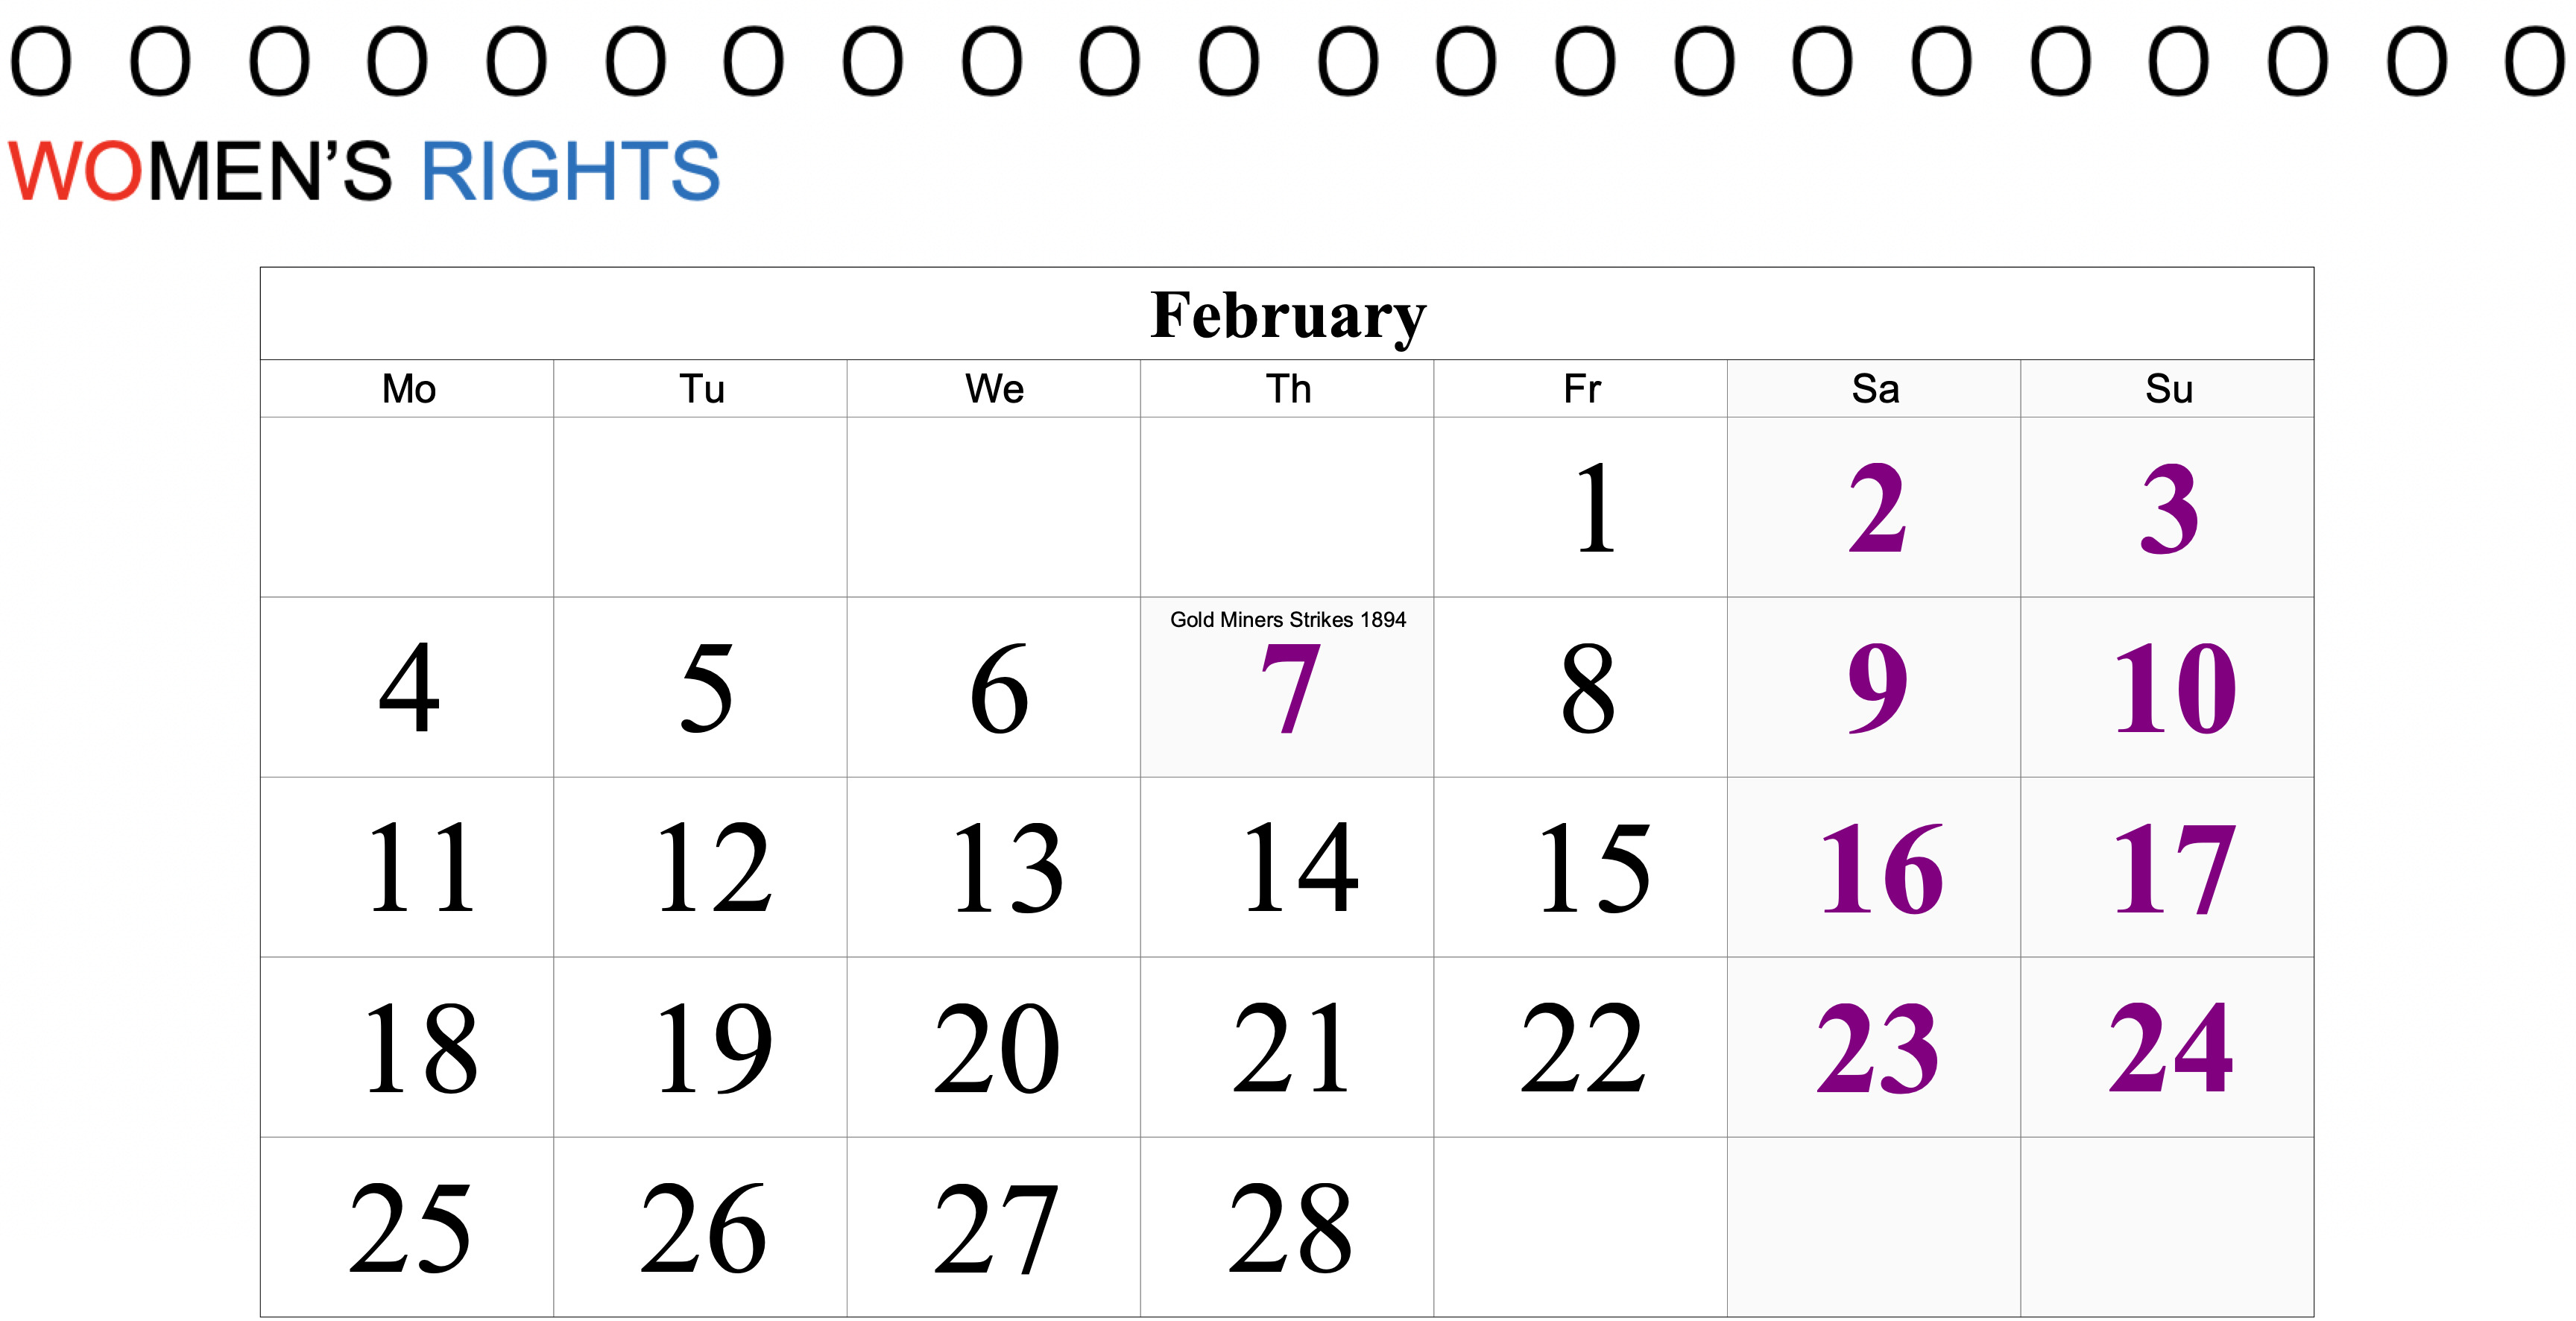 O O O O O O O O O O O O O O O O O O O O O O
WOMEN’S RIGHTS
February
Mo Tu We Th Fr Sa Su
1 2 3
Gold Miners Strikes 1894
4 5 6 7 8 9 10
11 12 13 14 15 16 17
18 19 20 21 22 23 24
25 26 27 28